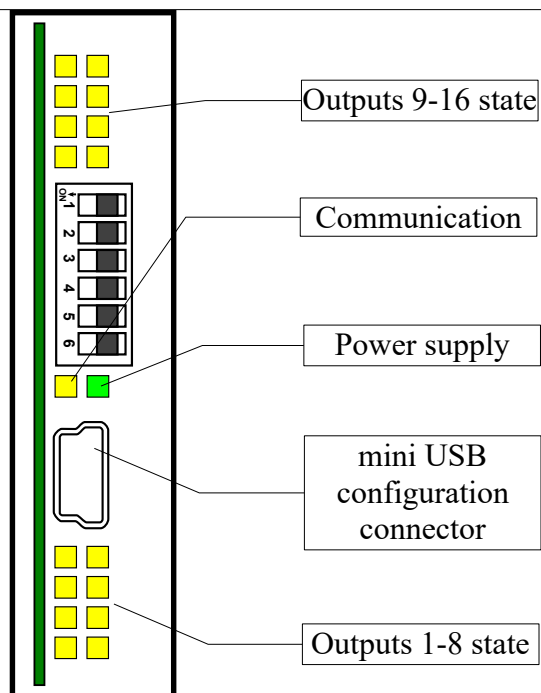 Outputs 9-16 state
ON
1
2
3
4
5
6
Communication
Power supply
mini USB
configuration
connector
Outputs 1-8 state